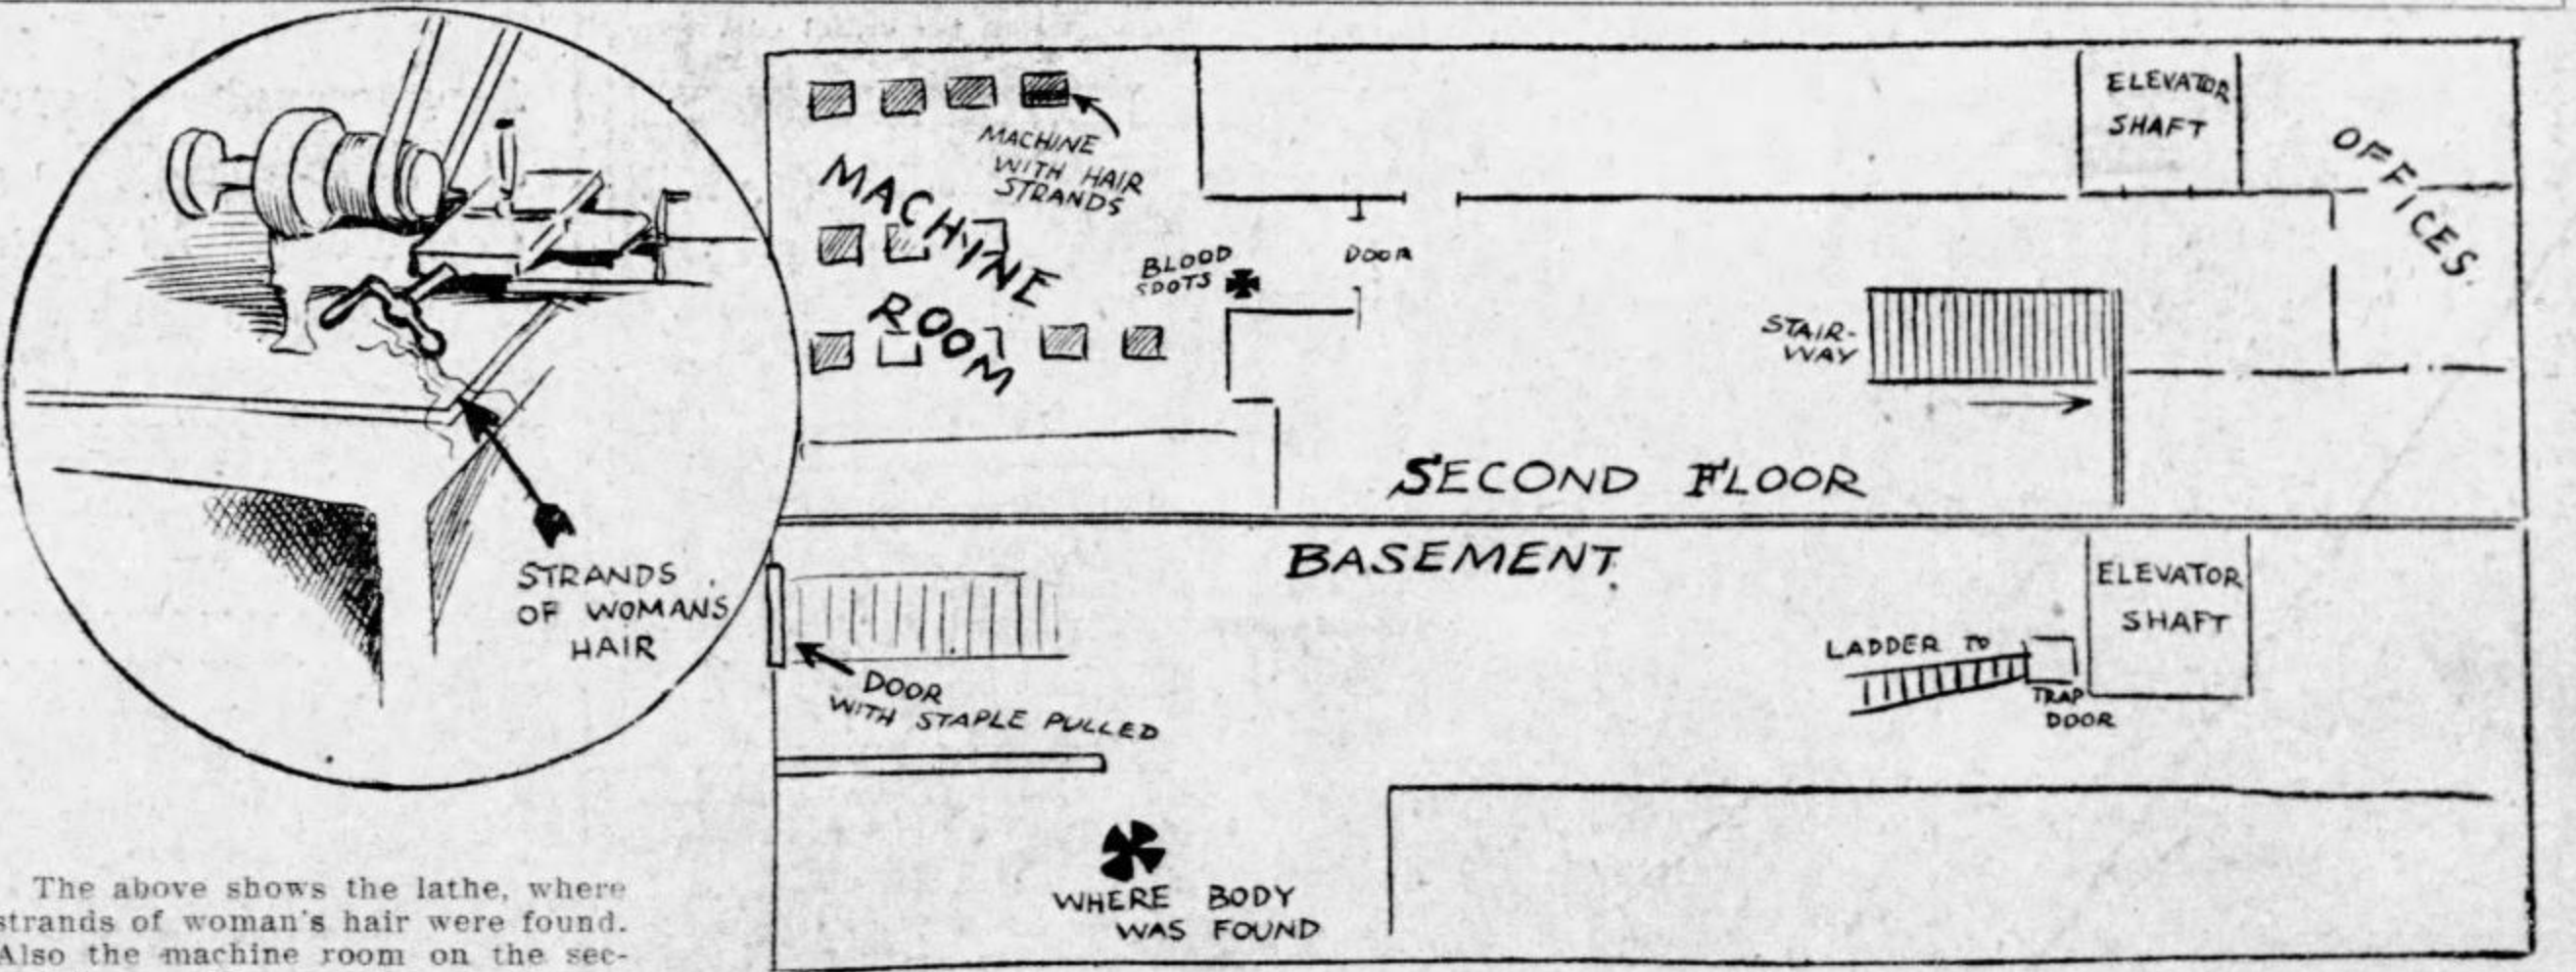 STRANDS
OF WOMANS
HAIR
The above shows the lathe, where
strands of woman's hair were found.
Also the machine room on the sec-
MACHINE
WITH HAIR
STRANDS
MACHINE
ROOM
BLOOD
SPOTS
DOOR
STAIR-
WAY
ELEVATOR
SHAFT
OFFICES
SECOND FLOOR
BASEMENT
DOOR
WITH STAPLE PULLED
LADDER TO
TRAP
DOOR
ELEVATOR
SHAFT
WHERE BODY
WAS FOUND